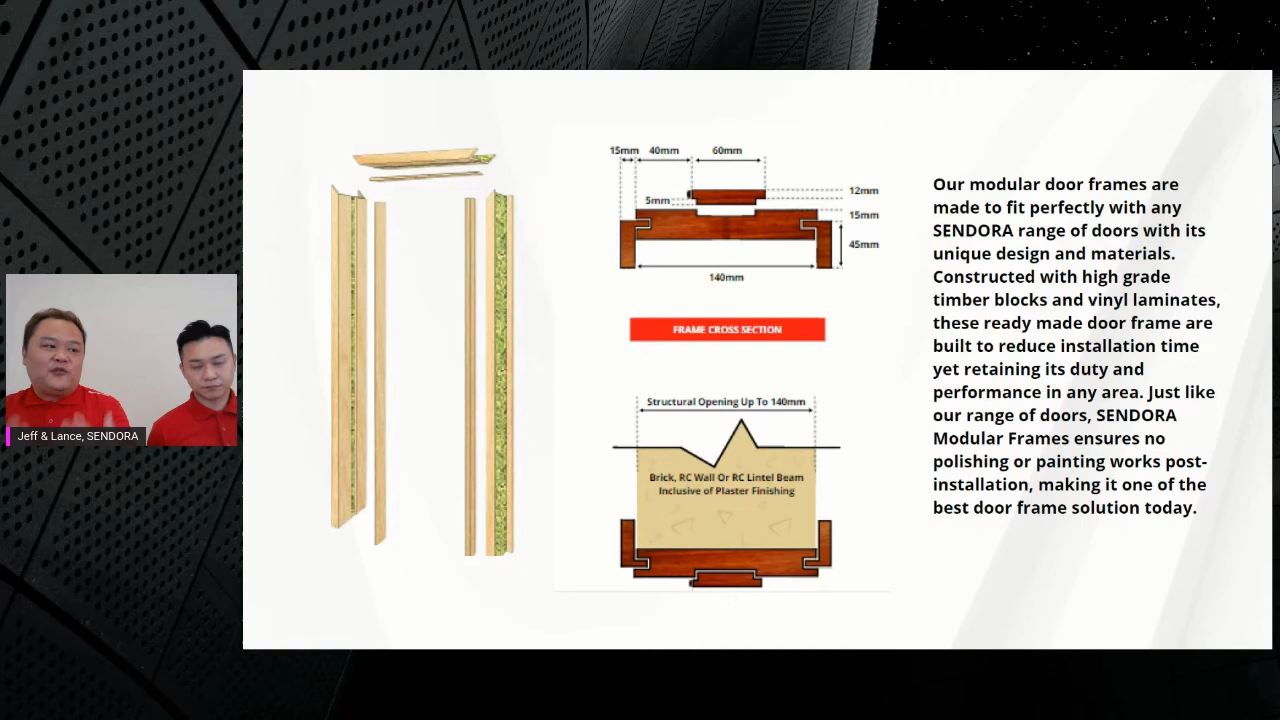 15mm 40mm 60mm
5mm
12mm
15mm
45mm
140mm
FRAME CROSS SECTION
Structural Opening Up To 140mm
Brick, RC Wall Or RC Lintel Beam
Inclusive of Plaster Finishing
Our modular door frames are
made to fit perfectly with any
SENDORA range of doors with its
unique design and materials.
Constructed with high grade
timber blocks and vinyl laminates,
these ready made door frame are
built to reduce installation time
yet retaining its duty and
performance in any area. Just like
our range of doors, SENDORA
Modular Frames ensures no
polishing or painting works post-
installation, making it one of the
best door frame solution today.
Jeff & Lance, SENDORA